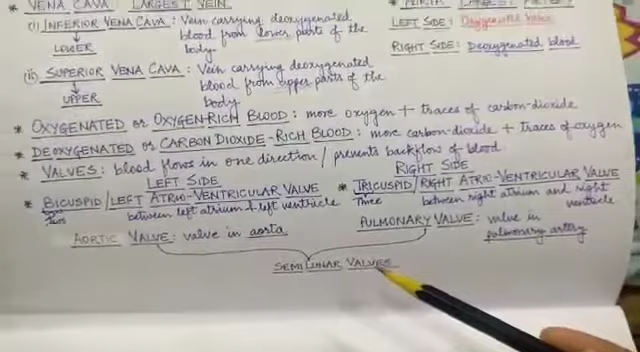 * VENA CAVA: LARGEST VEIN
(i) INFERIOR VENA CAVA: Vein carrying deoxygenated
LOWER
blood from lower parts of the
body
LEFT SIDE:
RIGHT SIDE: Deoxygenated blood
(ii) SUPERIOR VENA CAVA: Vein carrying deoxygenated
UPPER
blood from upper parts of the
body
* OXYGENATED or OXYGEN-RICH BLOOD: more oxygen + traces of carbon-dioxide
* DEOXYGENATED or CARBON DIOXIDE-RICH BLOOD: more carbon-dioxide + traces of oxygen
* VALVES: blood flows in one direction/prevents backflow of blood
LEFT SIDE
* BICUSPID/LEFT ATRIO-VENTRICULAR VALVE
Two
between left atrium + left ventricle
RIGHT SIDE
* TRICUSPID/RIGHT ATRIO-VENTRICULAR VALVE
Three
between right atrium and right
ventricle
AORTIC VALVE: valve in aorta
PULMONARY VALVE: valve in
pulmonary artery
SEMILUNAR VALVES